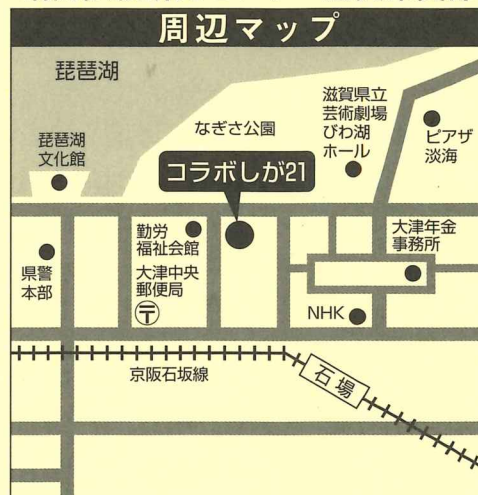 周辺マップ
琵琶湖
琵琶湖
文化館
なぎさ公園
滋賀県立
芸術劇場
びわ湖
ホール
ピアザ
淡海
コラボしが21
県警
本部
勤労
福祉会館
大津中央
郵便局
〒
大津年金
事務所
NHK
京阪石坂線
石場